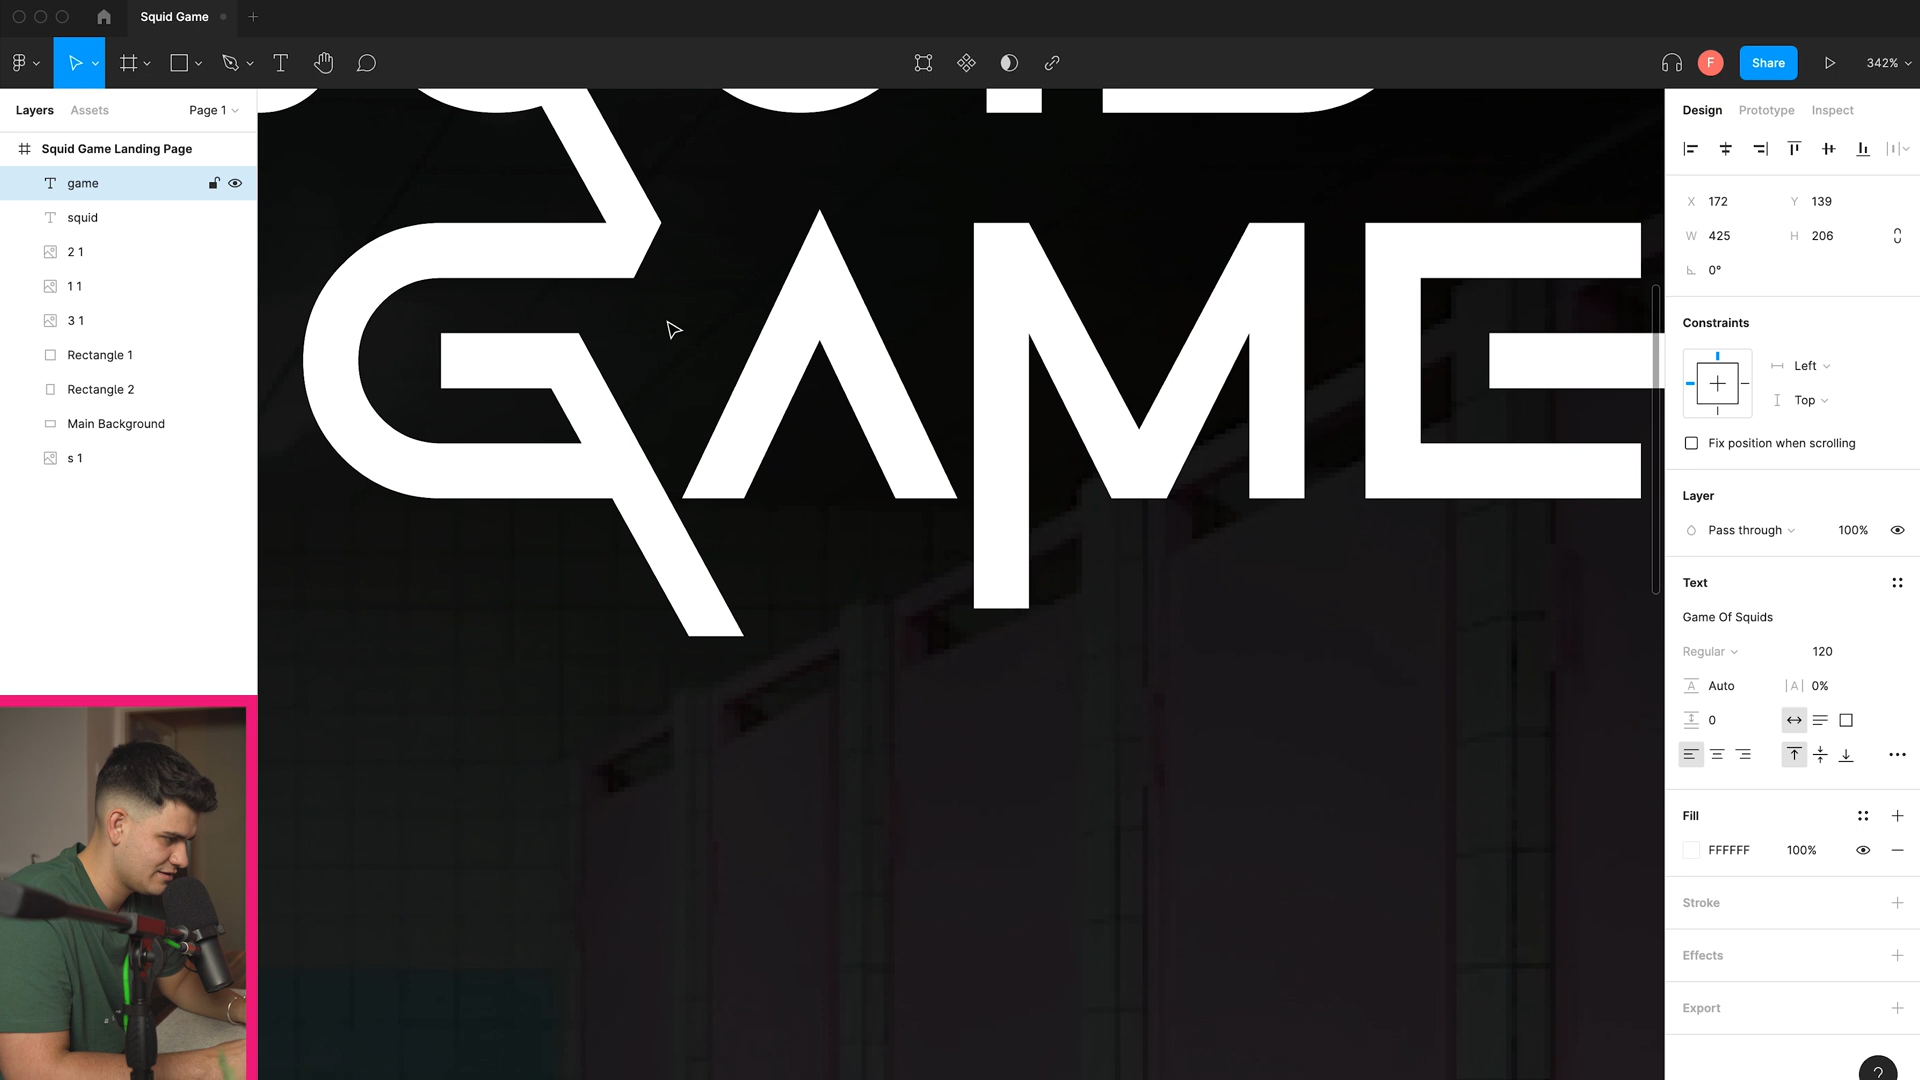 Squid Game
Share
342%
Layers
Assets
Page 1
Design
Prototype
Inspect
Squid Game Landing Page
game
squid
2 1
1 1
3 1
Rectangle 1
Rectangle 2
Main Background
s 1
SQUID
GAME
X 172
Y 139
W 425
H 206
0°
Constraints
Left
Top
Fix position when scrolling
Layer
Pass through
100%
Text
Game Of Squids
Regular
120
A Auto
|A| 0%
0
Fill
FFFFFF
100%
Stroke
Effects
Export
F
?